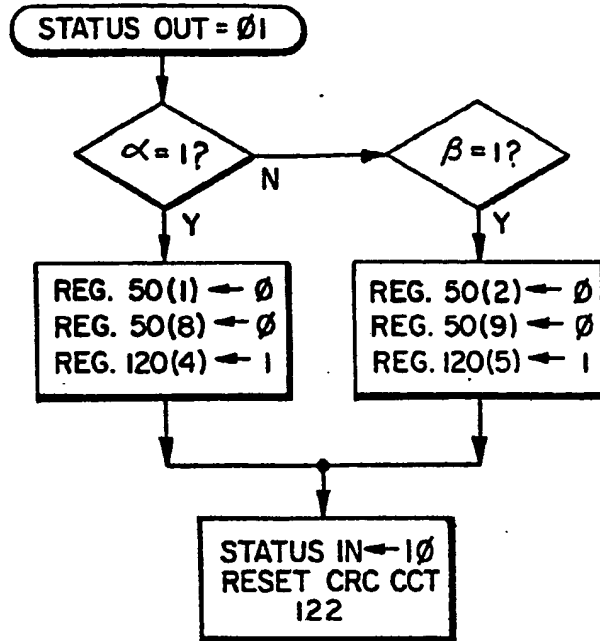 STATUS OUT = Ø1
α = 1?
N
β = 1?
Y
Y
REG. 50(1) ← Ø
REG. 50(8) ← Ø
REG. 120(4) ← 1
REG. 50(2) ← Ø
REG. 50(9) ← Ø
REG. 120(5) ← 1
STATUS IN ← 1Ø
RESET CRC CCT
122